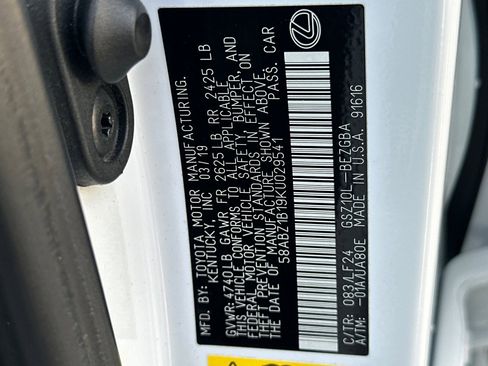 MFD. BY: TOYOTA MOTOR MANUFACTURING.
KENTUCKY, INC 03/19
GVWR: 4740LB GAWR FR 2625LB RR 2425 LB
THIS VEHICLE CONFORMS TO ALL APPLICABLE
FEDERAL MOTOR VEHICLE SAFETY, BUMPER, AND
THEFT PREVENTION STANDARDS IN EFFECT ON
THE DATE OF MANUFACTURE SHOWN ABOVE.
58ABZ1B19KU029541 PASS. CAR
C/TR: 083/LF24 GSZ10L-BEZGBA
A/TM: -01A/UA80E MADE IN U.S.A. 91616